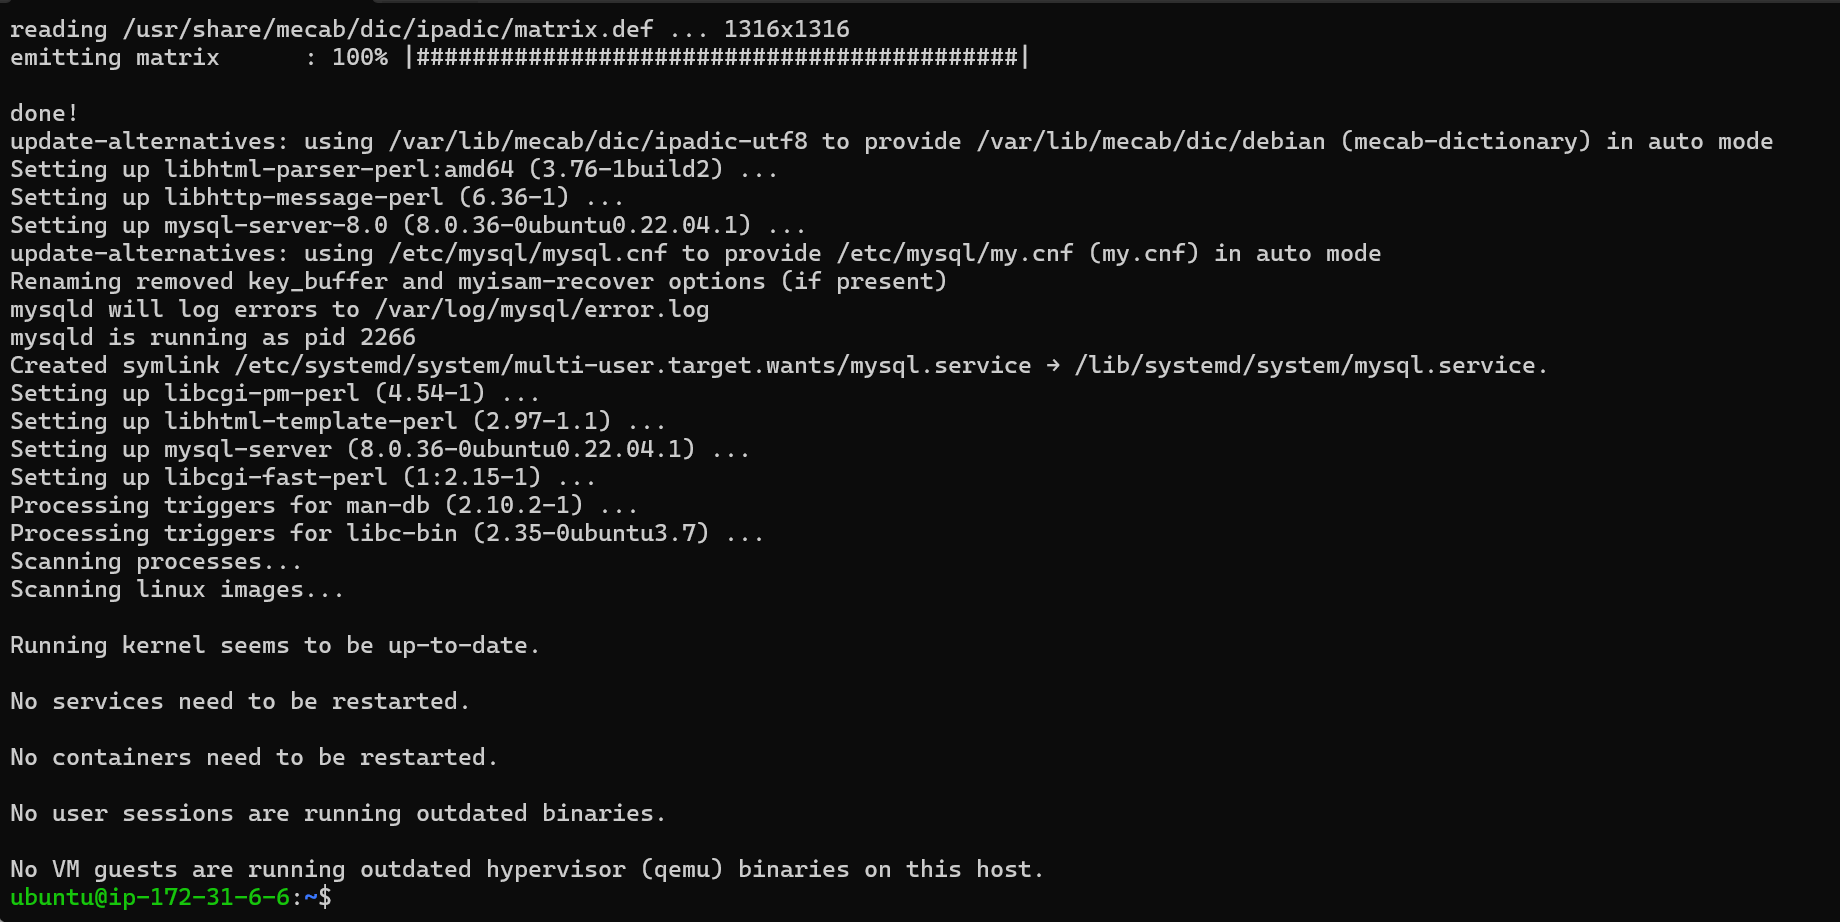 reading /usr/share/mecab/dic/ipadic/matrix.def ... 1316x1316
emitting matrix      : 100% |###########################################|
done!
update-alternatives: using /var/lib/mecab/dic/ipadic-utf8 to provide /var/lib/mecab/dic/debian (mecab-dictionary) in auto mode
Setting up libhtml-parser-perl:amd64 (3.76-1build2) ...
Setting up libhttp-message-perl (6.36-1) ...
Setting up mysql-server-8.0 (8.0.36-0ubuntu0.22.04.1) ...
update-alternatives: using /etc/mysql/mysql.cnf to provide /etc/mysql/my.cnf (my.cnf) in auto mode
Renaming removed key_buffer and myisam-recover options (if present)
mysqld will log errors to /var/log/mysql/error.log
mysqld is running as pid 2266
Created symlink /etc/systemd/system/multi-user.target.wants/mysql.service → /lib/systemd/system/mysql.service.
Setting up libcgi-pm-perl (4.54-1) ...
Setting up libhtml-template-perl (2.97-1.1) ...
Setting up mysql-server (8.0.36-0ubuntu0.22.04.1) ...
Setting up libcgi-fast-perl (1:2.15-1) ...
Processing triggers for man-db (2.10.2-1) ...
Processing triggers for libc-bin (2.35-0ubuntu3.7) ...
Scanning processes...
Scanning linux images...
Running kernel seems to be up-to-date.
No services need to be restarted.
No containers need to be restarted.
No user sessions are running outdated binaries.
No VM guests are running outdated hypervisor (qemu) binaries on this host.
ubuntu@ip-172-31-6-6:~$